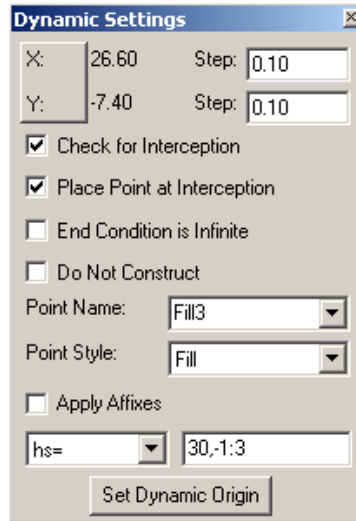 Dynamic Settings
X: 26.60 Step: 0.10
Y: -7.40 Step: 0.10
Check for Interception
Place Point at Interception
End Condition is Infinite
Do Not Construct
Point Name: Fill3
Point Style: Fill
Apply Affixes
hs= 30,-1:3
Set Dynamic Origin